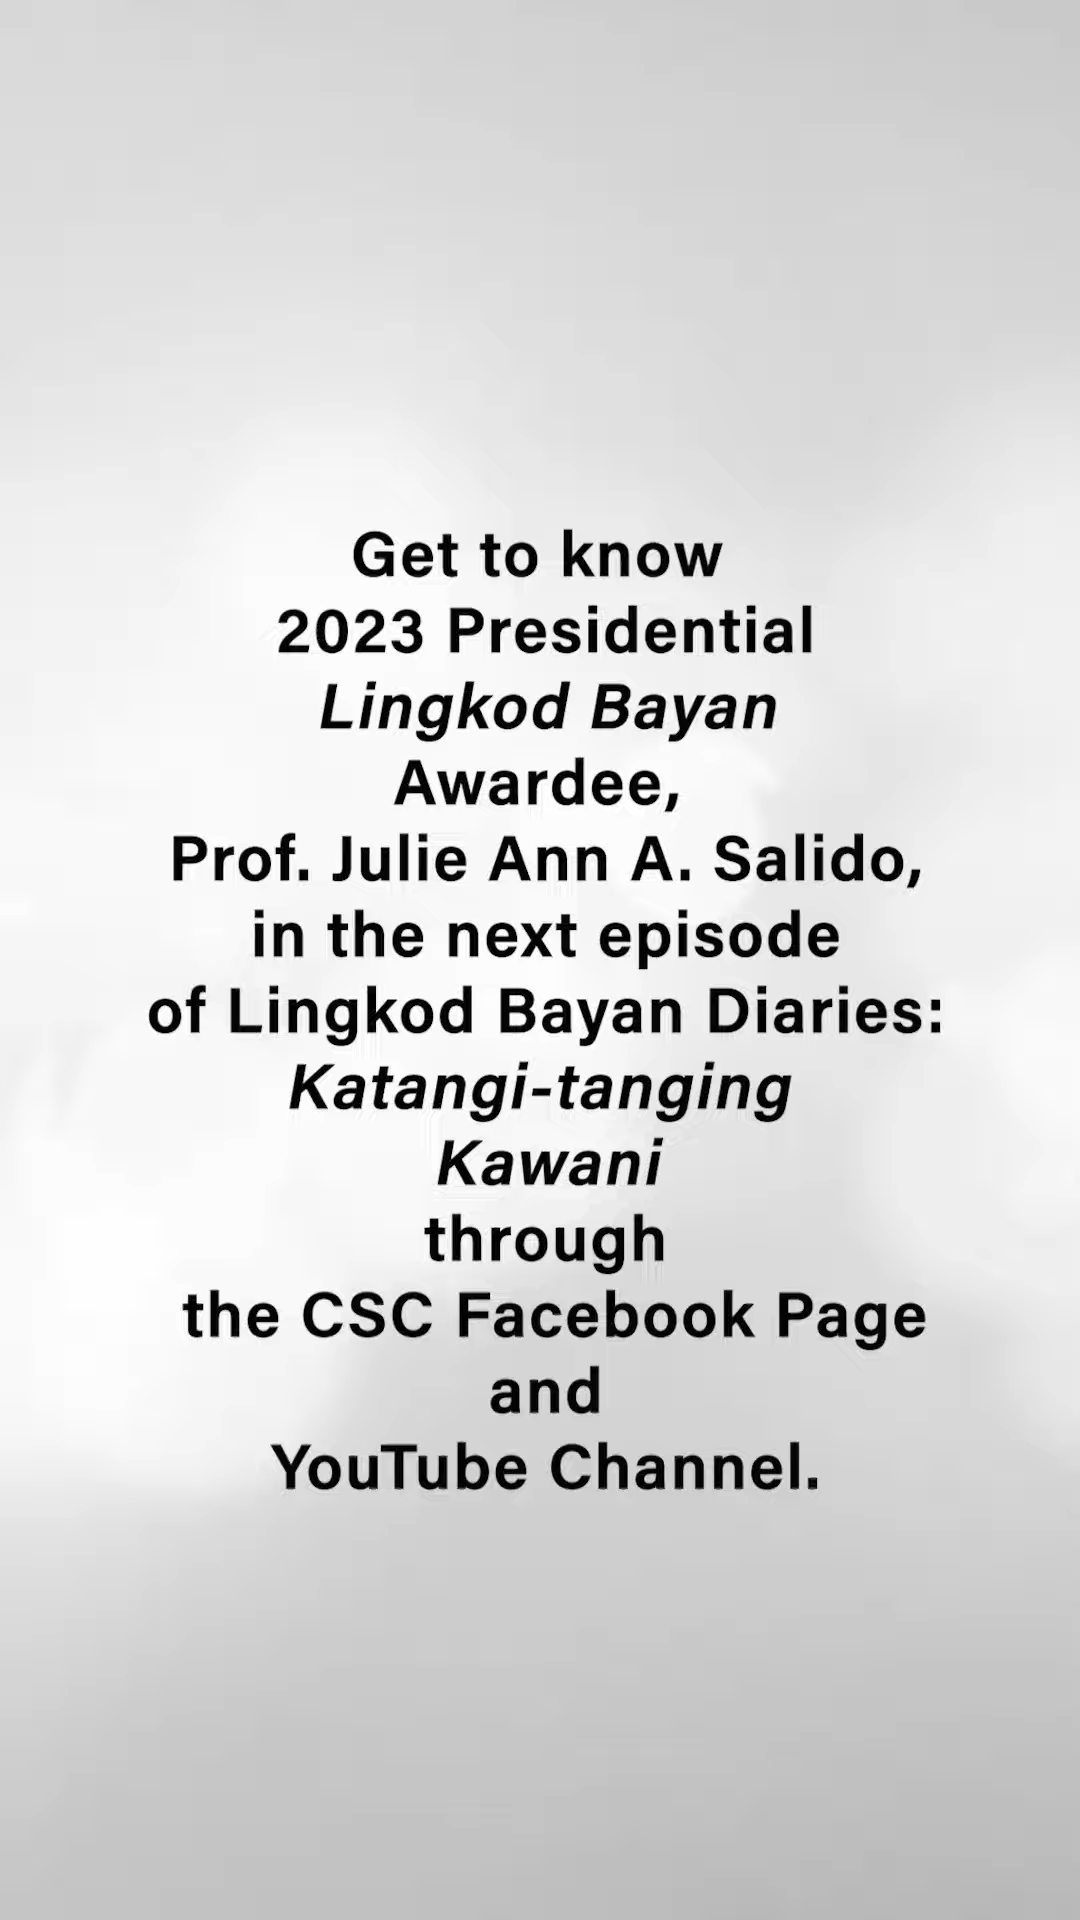 Get to know
2023 Presidential
Lingkod Bayan
Awardee,
Prof. Julie Ann A. Salido,
in the next episode
of Lingkod Bayan Diaries:
Katangi-tanging
Kawani
through
the CSC Facebook Page
and
YouTube Channel.